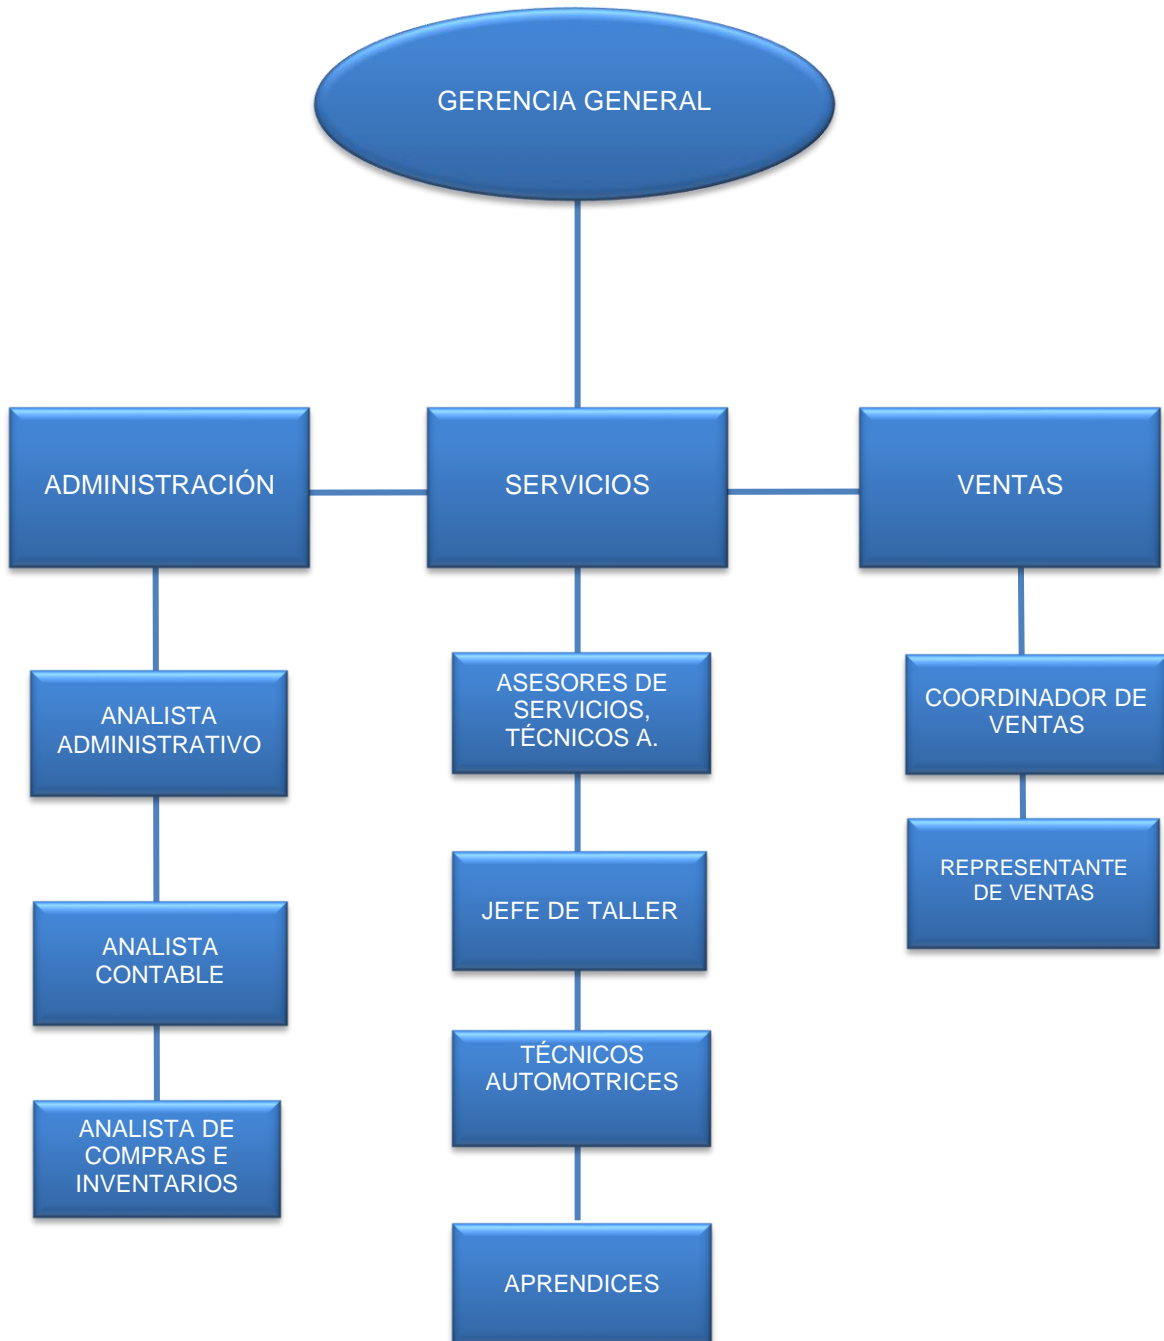 GERENCIA GENERAL
ADMINISTRACIÓN
SERVICIOS
VENTAS
ANALISTA
ADMINISTRATIVO
ANALISTA
CONTABLE
ANALISTA DE
COMPRAS E
INVENTARIOS
ASESORES DE
SERVICIOS,
TÉCNICOS A.
JEFE DE TALLER
TÉCNICOS
AUTOMOTRICES
APRENDICES
COORDINADOR DE
VENTAS
REPRESENTANTE
DE VENTAS